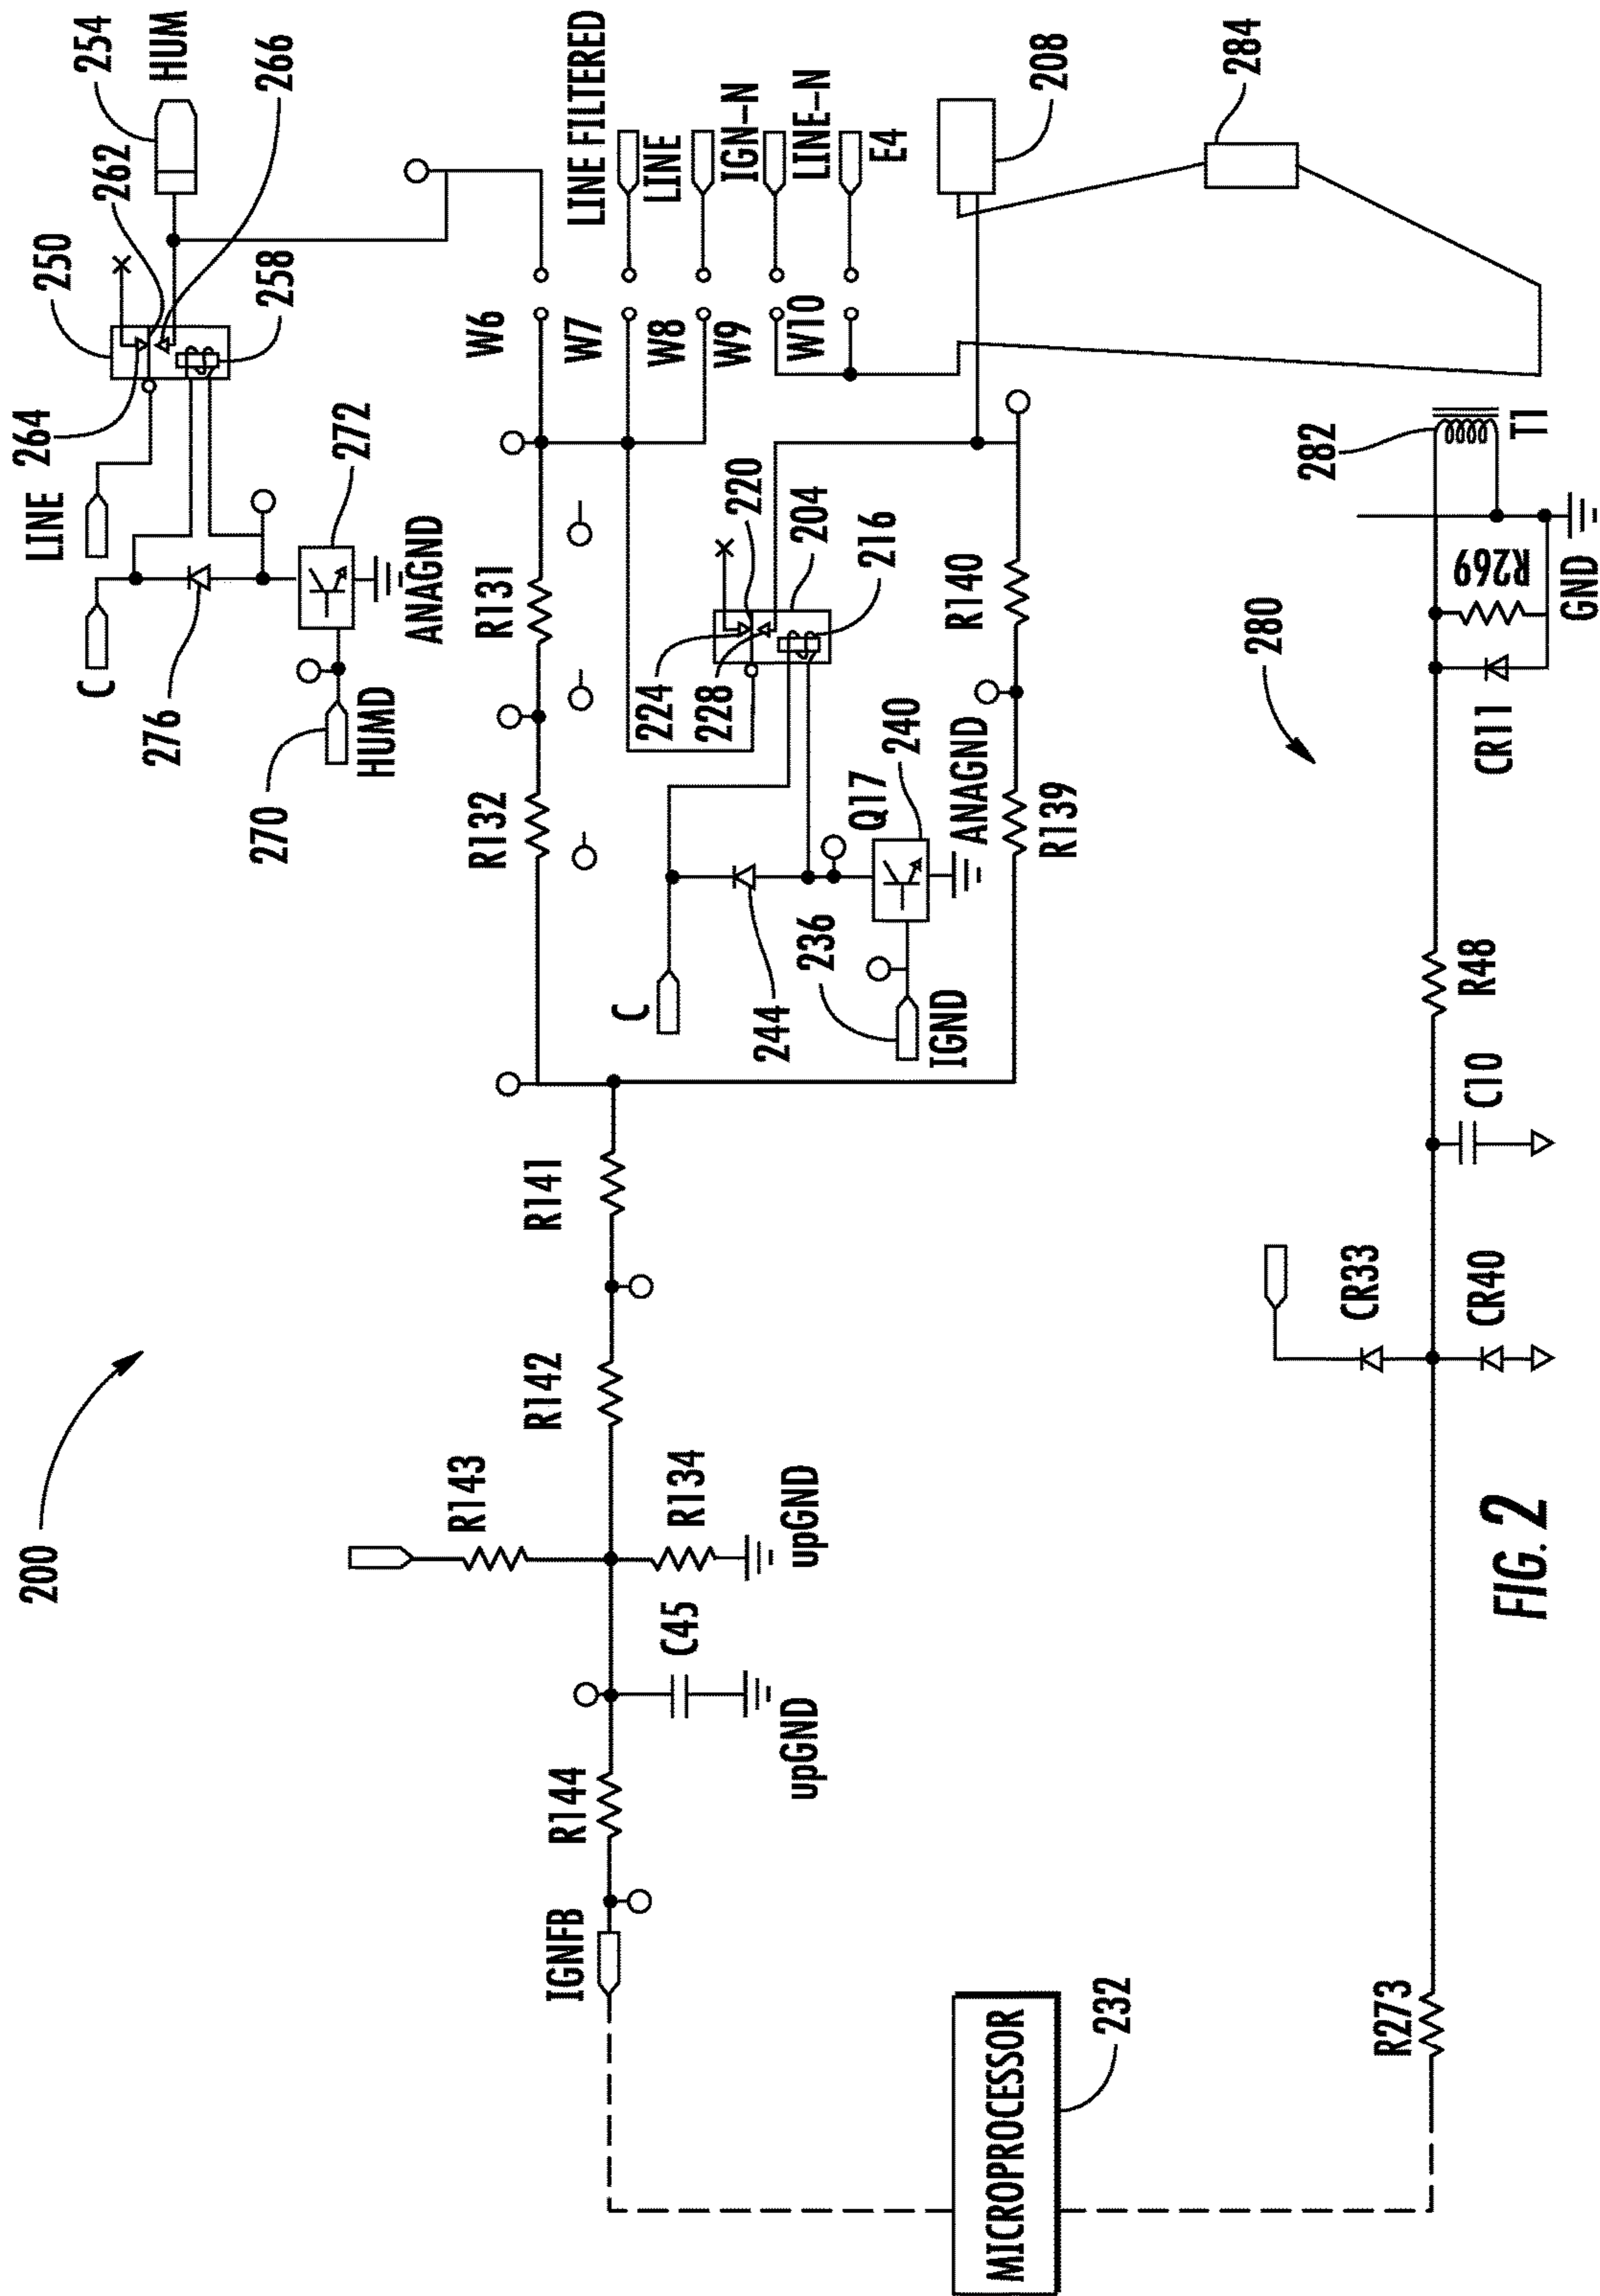 200
IGNFB
R144
C45
upGND
R143
R134
upGND
R142
R141
R132
R131
W6
W7
W8
W9
W10
LINE FILTERED
LINE
IGN-N
LINE-N
E4
LINE
C
264
250
262
254
HUM
266
258
272
ANAGND
276
270
HUMD
C
244
236
IGND
Q17
240
ANAGND
224
228
220
204
216
R140
R139
208
284
MICROPROCESSOR
232
R273
CR33
CR40
C10
R48
280
CR11
R269
GND
282
T1
FIG. 2